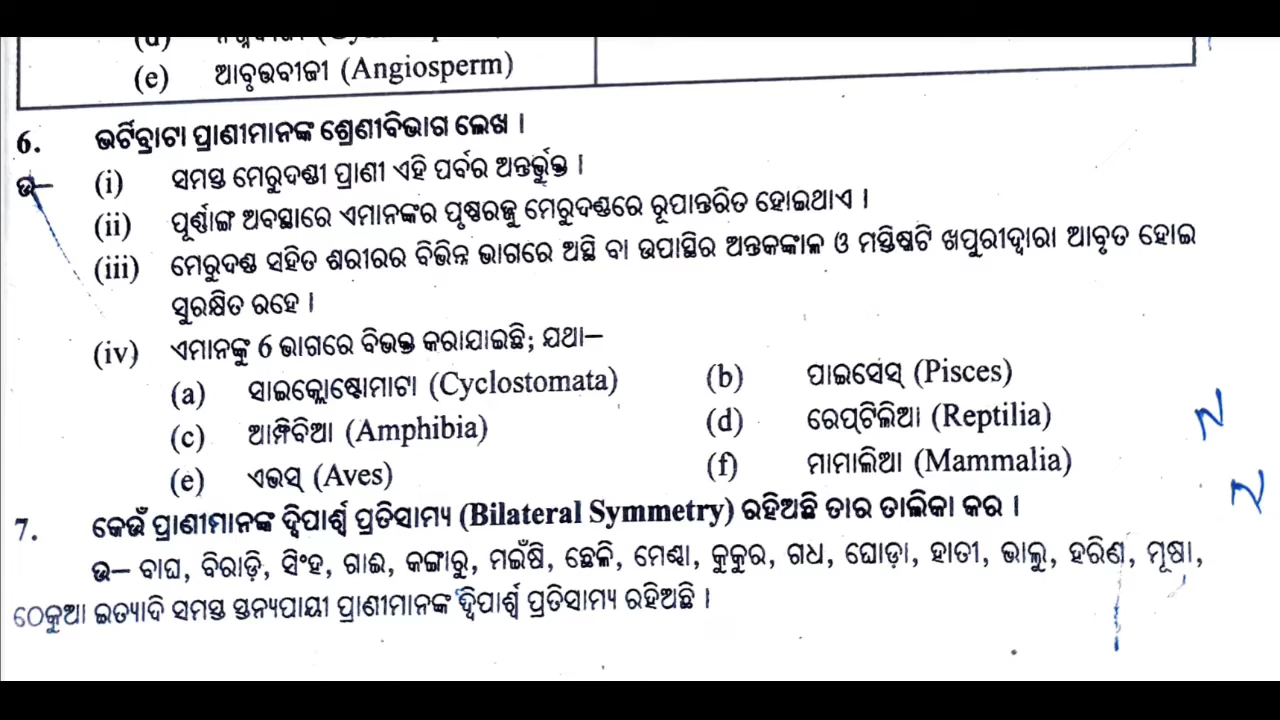 (e) ଆବୃତବୀଜୀ (Angiosperm)
6. ଭର୍ଟିବ୍ରାଟା ପ୍ରାଣୀମାନଙ୍କ ଶ୍ରେଣୀବିଭାଗ ଲେଖ ।
ଉ– (i) ସମସ୍ତ ମେରୁଦଣ୍ଡୀ ପ୍ରାଣୀ ଏହି ପର୍ବର ଅନ୍ତର୍ଭୁକ୍ତ ।
(ii) ପୂର୍ଣ୍ଣାଙ୍ଗ ଅବସ୍ଥାରେ ଏମାନଙ୍କର ପୃଷ୍ଠରଜ୍ଜୁ ମେରୁଦଣ୍ଡରେ ରୂପାନ୍ତରିତ ହୋଇଥାଏ ।
(iii) ମେରୁଦଣ୍ଡ ସହିତ ଶରୀରର ବିଭିନ୍ନ ଭାଗରେ ଅସ୍ଥି ବା ଉପାସ୍ଥିର ଅନ୍ତଃକଙ୍କାଳ ଓ ମସ୍ତିଷ୍କଟି ଖପୁରୀଦ୍ୱାରା ଆବୃତ ହୋଇ
ସୁରକ୍ଷିତ ରହେ ।
(iv) ଏମାନଙ୍କୁ 6 ଭାଗରେ ବିଭକ୍ତ କରାଯାଇଛି; ଯଥା–
(a) ସାଇକ୍ଲୋଷ୍ଟୋମାଟା (Cyclostomata) (b) ପାଇସେସ୍ (Pisces)
(c) ଆମ୍ଫିବିଆ (Amphibia) (d) ରେପ୍‌ଟିଲିଆ (Reptilia)
(e) ଏଭସ୍ (Aves) (f) ମାମାଲିଆ (Mammalia)
7. କେଉଁ ପ୍ରାଣୀମାନଙ୍କ ଦ୍ୱିପାର୍ଶ୍ୱ ପ୍ରତିସାମ୍ୟ (Bilateral Symmetry) ରହିଅଛି ତାର ତାଲିକା କର ।
ଉ– ବାଘ, ବିରାଡ଼ି, ସିଂହ, ଗାଈ, କଙ୍ଗାରୁ, ମଇଁଷି, ଛେଳି, ମେଣ୍ଢା, କୁକୁର, ଗଧ, ଘୋଡ଼ା, ହାତୀ, ଭାଲୁ, ହରିଣ, ମୂଷା,
ଠେକୁଆ ଇତ୍ୟାଦି ସମସ୍ତ ସ୍ତନ୍ୟପାୟୀ ପ୍ରାଣୀମାନଙ୍କ ଦ୍ୱିପାର୍ଶ୍ୱ ପ୍ରତିସାମ୍ୟ ରହିଅଛି ।